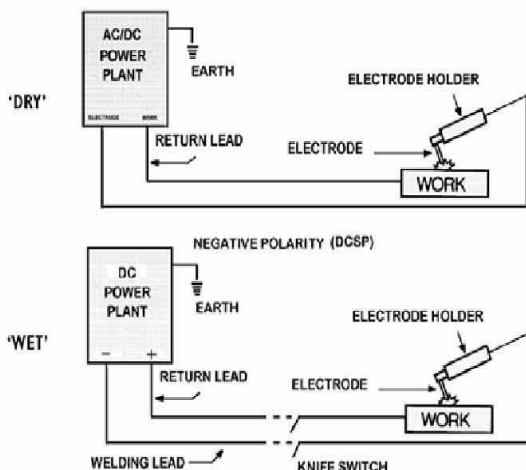 AC/DC
POWER
PLANT
ELECTRODE WORK
EARTH
'DRY'
RETURN LEAD
ELECTRODE HOLDER
ELECTRODE
WORK
NEGATIVE POLARITY (DCSP)
DC
POWER
PLANT
− +
EARTH
'WET'
RETURN LEAD
ELECTRODE HOLDER
ELECTRODE
WORK
WELDING LEAD
KNIFE SWITCH